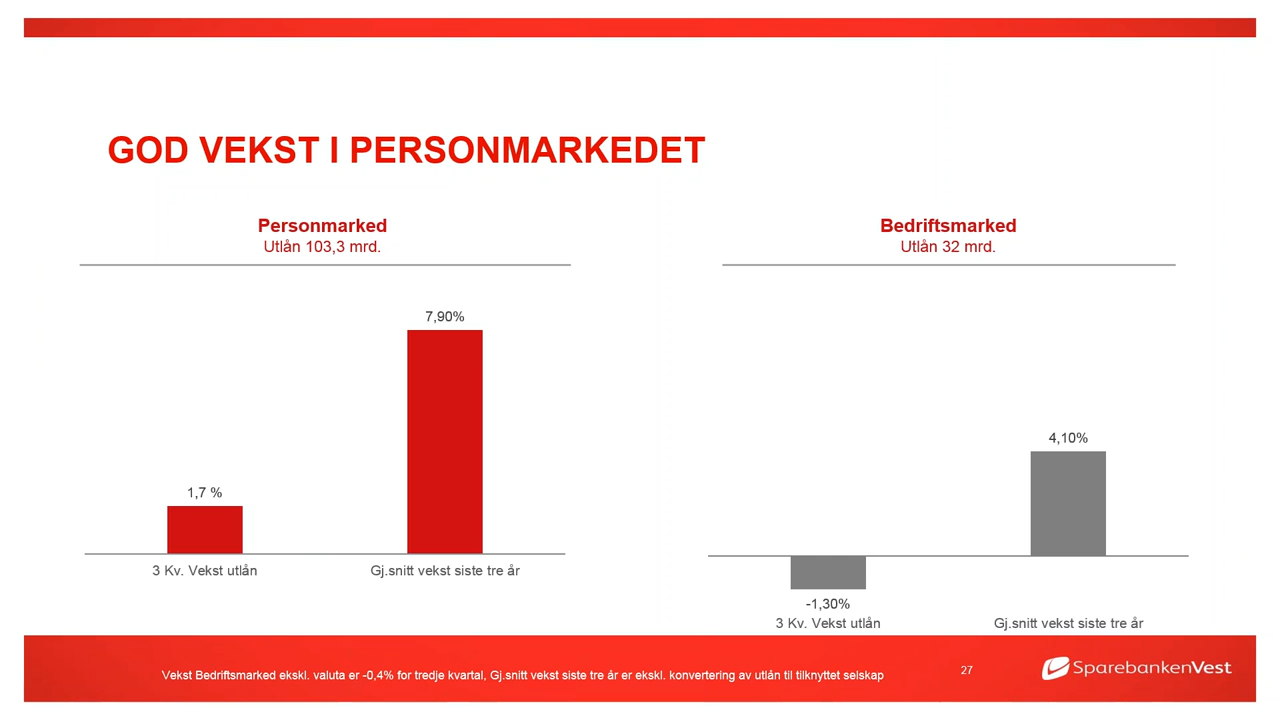 GOD VEKST I PERSONMARKEDET
Personmarked
Utlån 103,3 mrd.
7,90%
1,7 %
3 Kv. Vekst utlån
Gj.snitt vekst siste tre år
Bedriftsmarked
Utlån 32 mrd.
4,10%
-1,30%
3 Kv. Vekst utlån
Gj.snitt vekst siste tre år
Vekst Bedriftsmarked ekskl. valuta er -0,4% for tredje kvartal, Gj.snitt vekst siste tre år er ekskl. konvertering av utlån til tilknyttet selskap
27
SparebankenVest